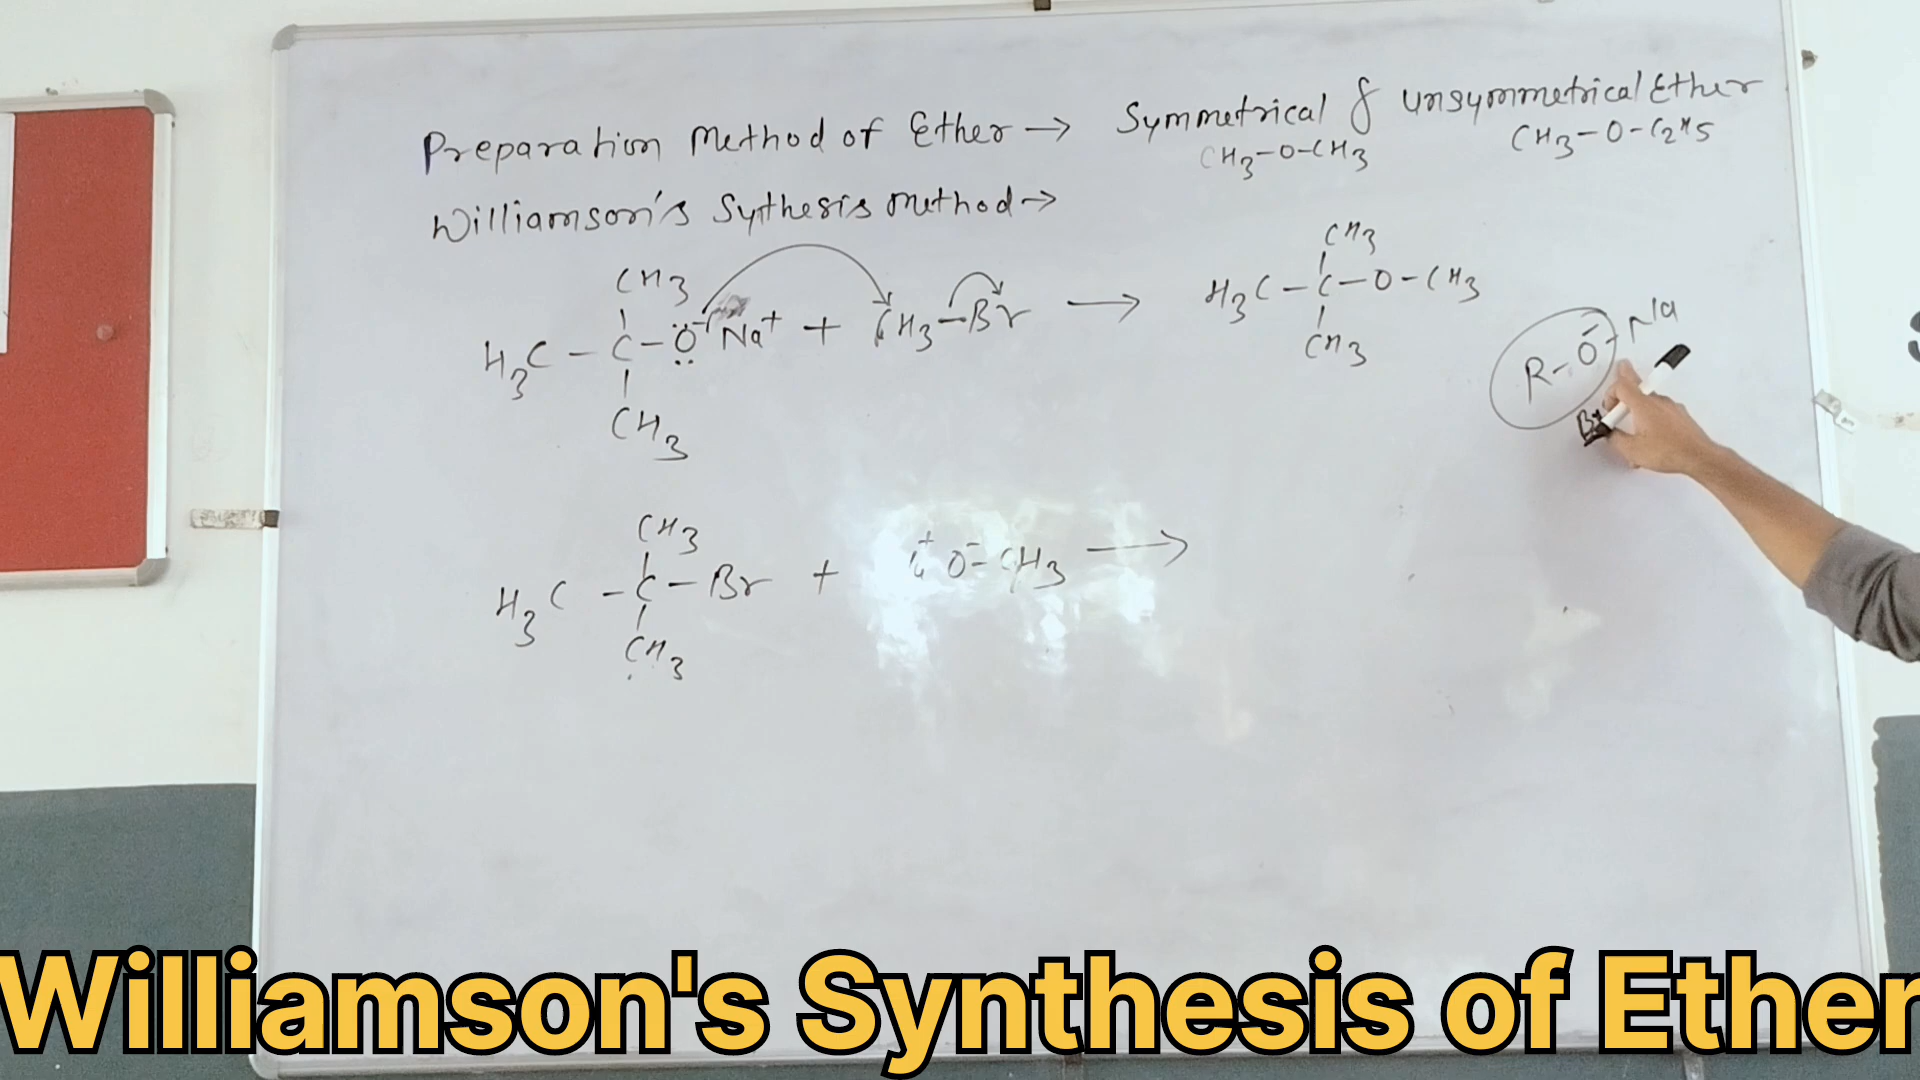 Preparation Method of Ether → Symmetrical & Unsymmetrical Ether
CH3-O-CH3 CH3-O-C2H5
Williamson's Sythesis Method →
CH3
H3C-C-O⁻ Na⁺ + CH3-Br →
CH3
CH3
H3C-C-O-CH3
CH3
R-O⁻-Na
CH3
H3C-C-Br + O⁻-CH3 →
CH3
Williamson's Synthesis of Ether